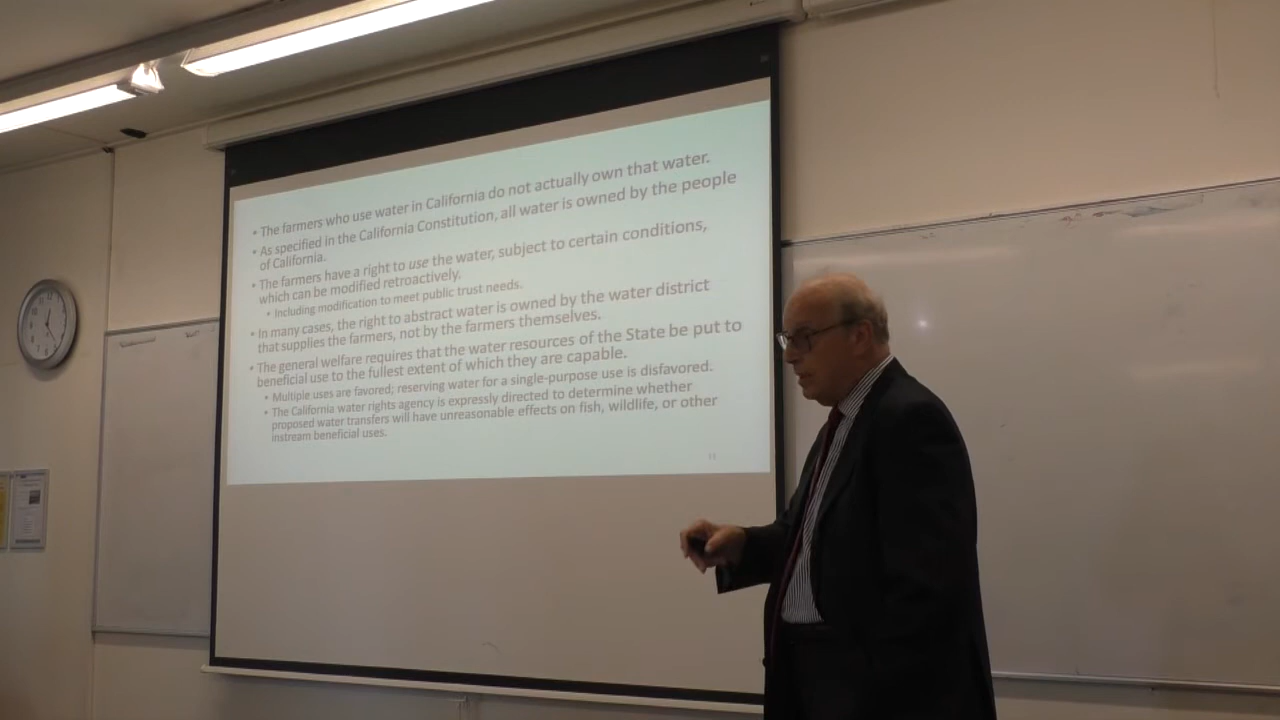 • The farmers who use water in California do not actually own that water.
• As specified in the California Constitution, all water is owned by the people
of California.
• The farmers have a right to use the water, subject to certain conditions,
which can be modified retroactively.
• Including modification to meet public trust needs.
• In many cases, the right to abstract water is owned by the water district
that supplies the farmers, not by the farmers themselves.
• The general welfare requires that the water resources of the State be put to
beneficial use to the fullest extent of which they are capable.
• Multiple uses are favored; reserving water for a single-purpose use is disfavored.
• The California water rights agency is expressly directed to determine whether
proposed water transfers will have unreasonable effects on fish, wildlife, or other
instream beneficial uses.